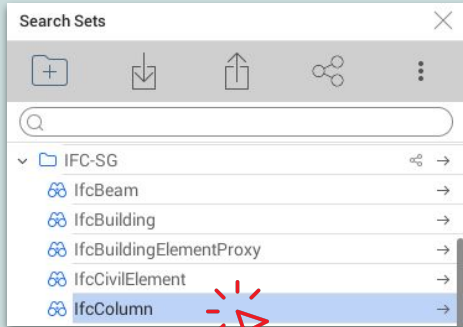 Search Sets
IFC-SG
IfcBeam
IfcBuilding
IfcBuildingElementProxy
IfcCivilElement
IfcColumn